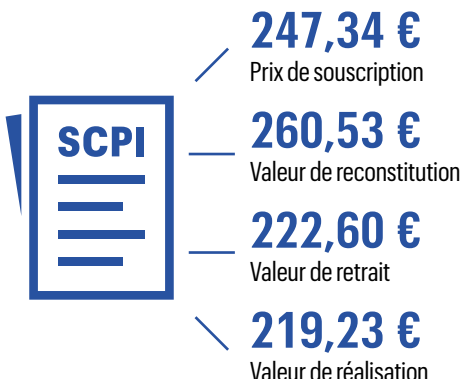 247,34 €
Prix de souscription
SCPI
260,53 €
Valeur de reconstitution
222,60 €
Valeur de retrait
219,23 €
Valeur de réalisation